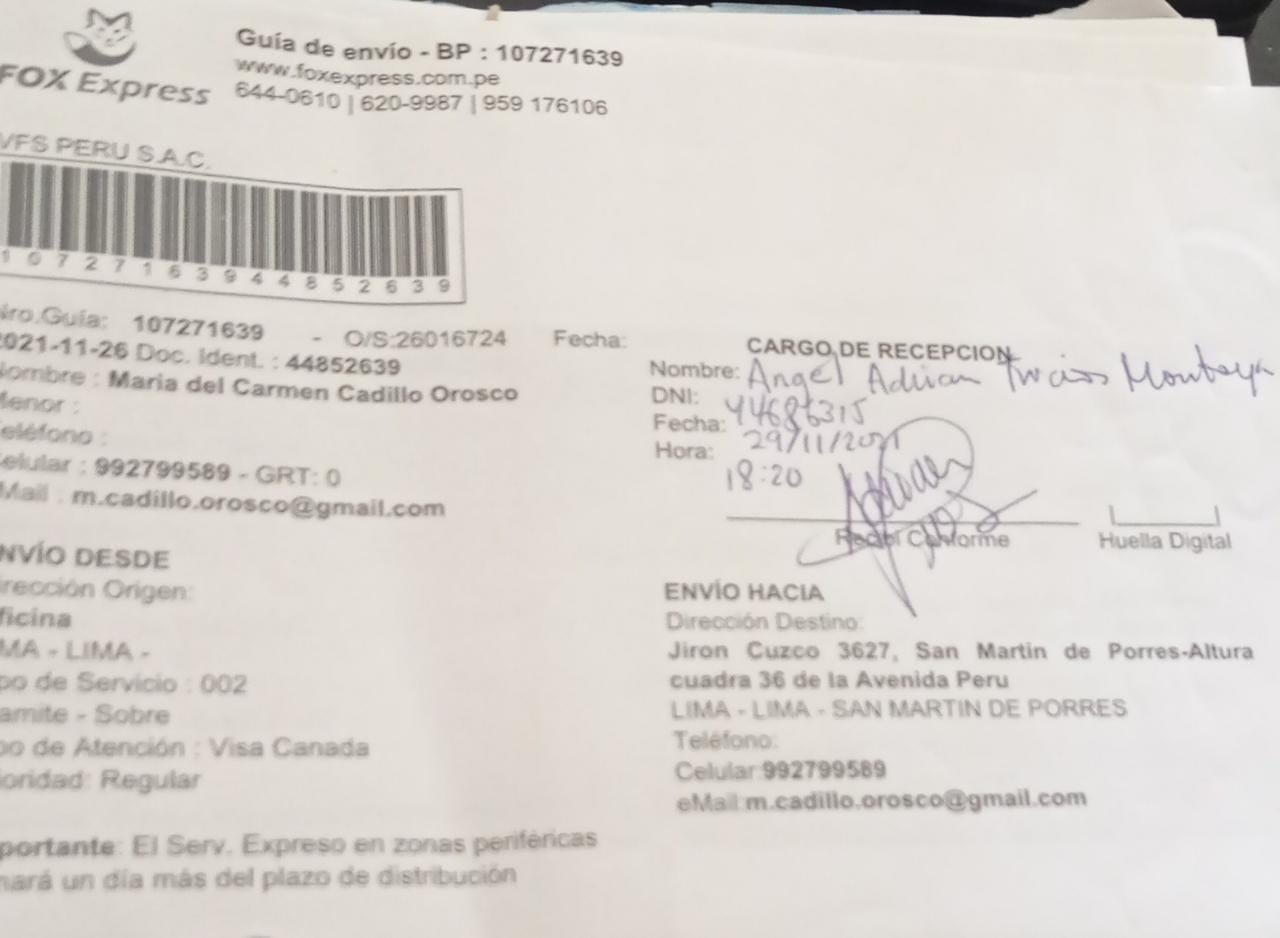 FOX Express
Guía de envío - BP : 107271639
www.foxexpress.com.pe
644-0610 | 620-9987 | 959 176106
VFS PERU S.A.C.
10727163944852639
Nro.Guía: 107271639 - O/S:26016724 Fecha:
2021-11-26 Doc. Ident. : 44852639
Nombre : Maria del Carmen Cadillo Orosco
Menor :
Teléfono :
Celular : 992799589 - GRT: 0
Mail : m.cadillo.orosco@gmail.com
ENVÍO DESDE
Dirección Origen:
Oficina
LIMA - LIMA -
Tipo de Servicio : 002
Tramite - Sobre
Tipo de Atención : Visa Canada
Prioridad: Regular
Importante: El Serv. Expreso en zonas periféricas
tomará un día más del plazo de distribución
CARGO DE RECEPCION
Nombre: Angel Adrian Montoya
DNI: 44686315
Fecha: 29/11/2021
Hora: 18:20
Recibi Conforme
Huella Digital
ENVÍO HACIA
Dirección Destino:
Jiron Cuzco 3627, San Martin de Porres-Altura
cuadra 36 de la Avenida Peru
LIMA - LIMA - SAN MARTIN DE PORRES
Teléfono:
Celular:992799589
eMail:m.cadillo.orosco@gmail.com